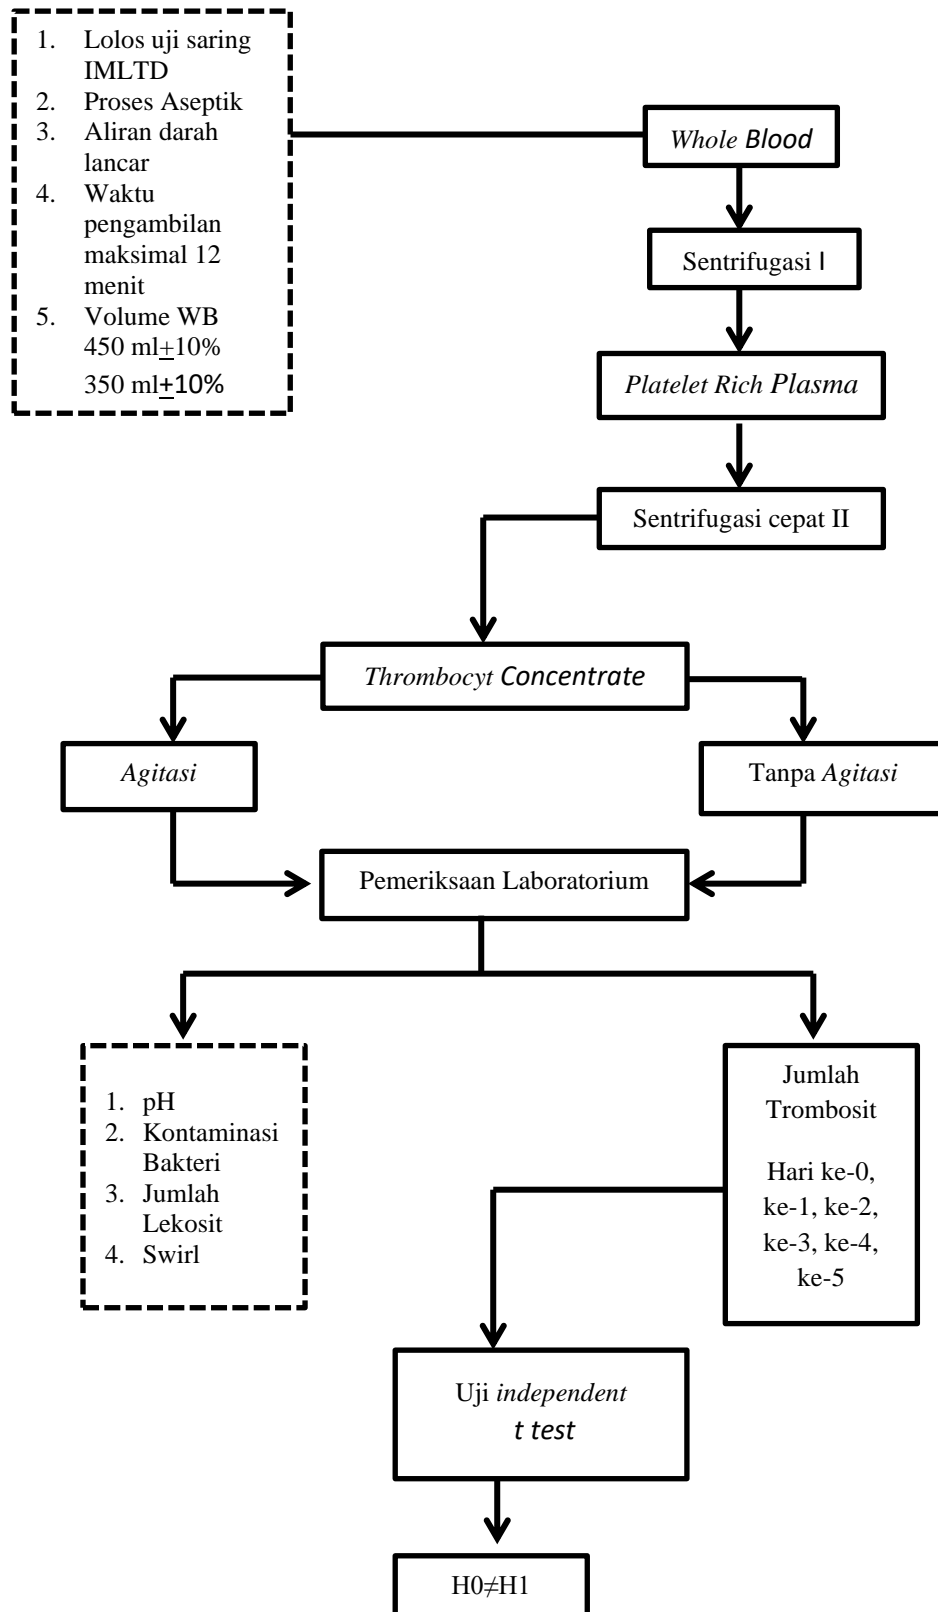 1. Lolos uji saring
IMLTD
2. Proses Aseptik
3. Aliran darah
lancar
4. Waktu
pengambilan
maksimal 12
menit
5. Volume WB
450 ml±10%
350 ml±10%
Whole Blood
Sentrifugasi I
Platelet Rich Plasma
Sentrifugasi cepat II
Thrombocyt Concentrate
Agitasi
Tanpa Agitasi
Pemeriksaan Laboratorium
1. pH
2. Kontaminasi
Bakteri
3. Jumlah
Lekosit
4. Swirl
Jumlah
Trombosit
Hari ke-0,
ke-1, ke-2,
ke-3, ke-4,
ke-5
Uji independent
t test
H0≠H1